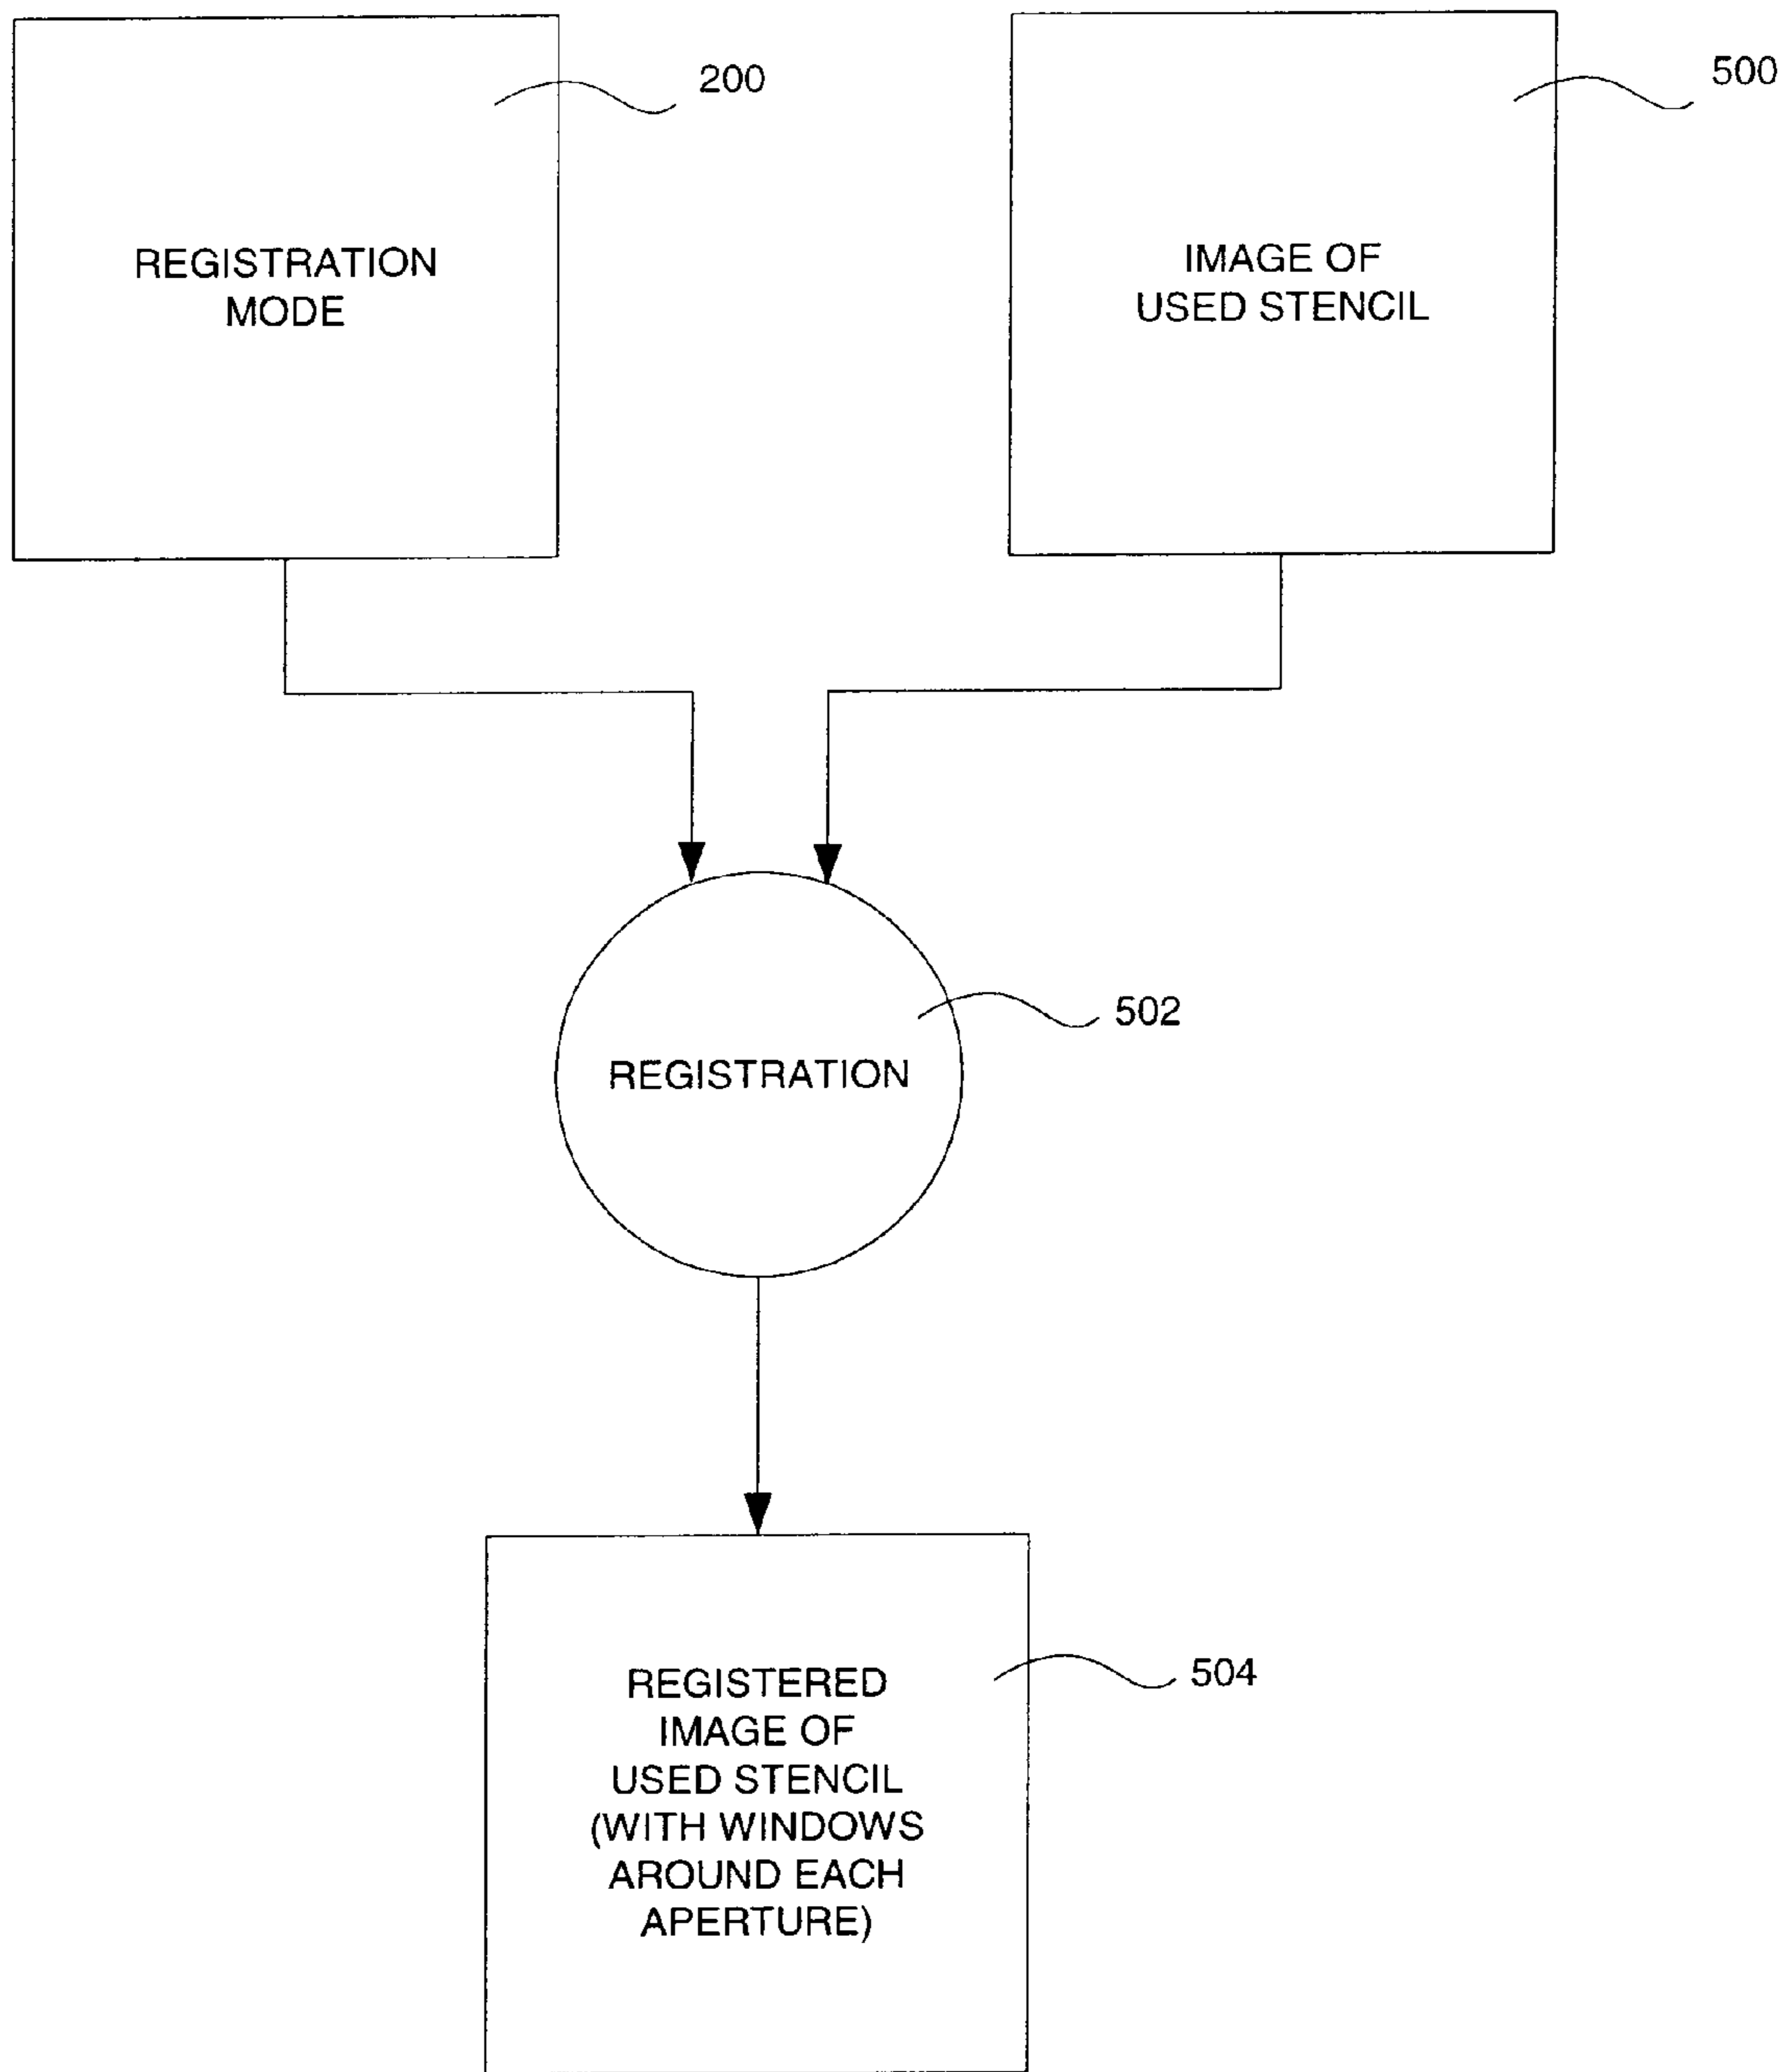 200
500
REGISTRATION
MODE
IMAGE OF
USED STENCIL
502
REGISTRATION
504
REGISTERED
IMAGE OF
USED STENCIL
(WITH WINDOWS
AROUND EACH
APERTURE)